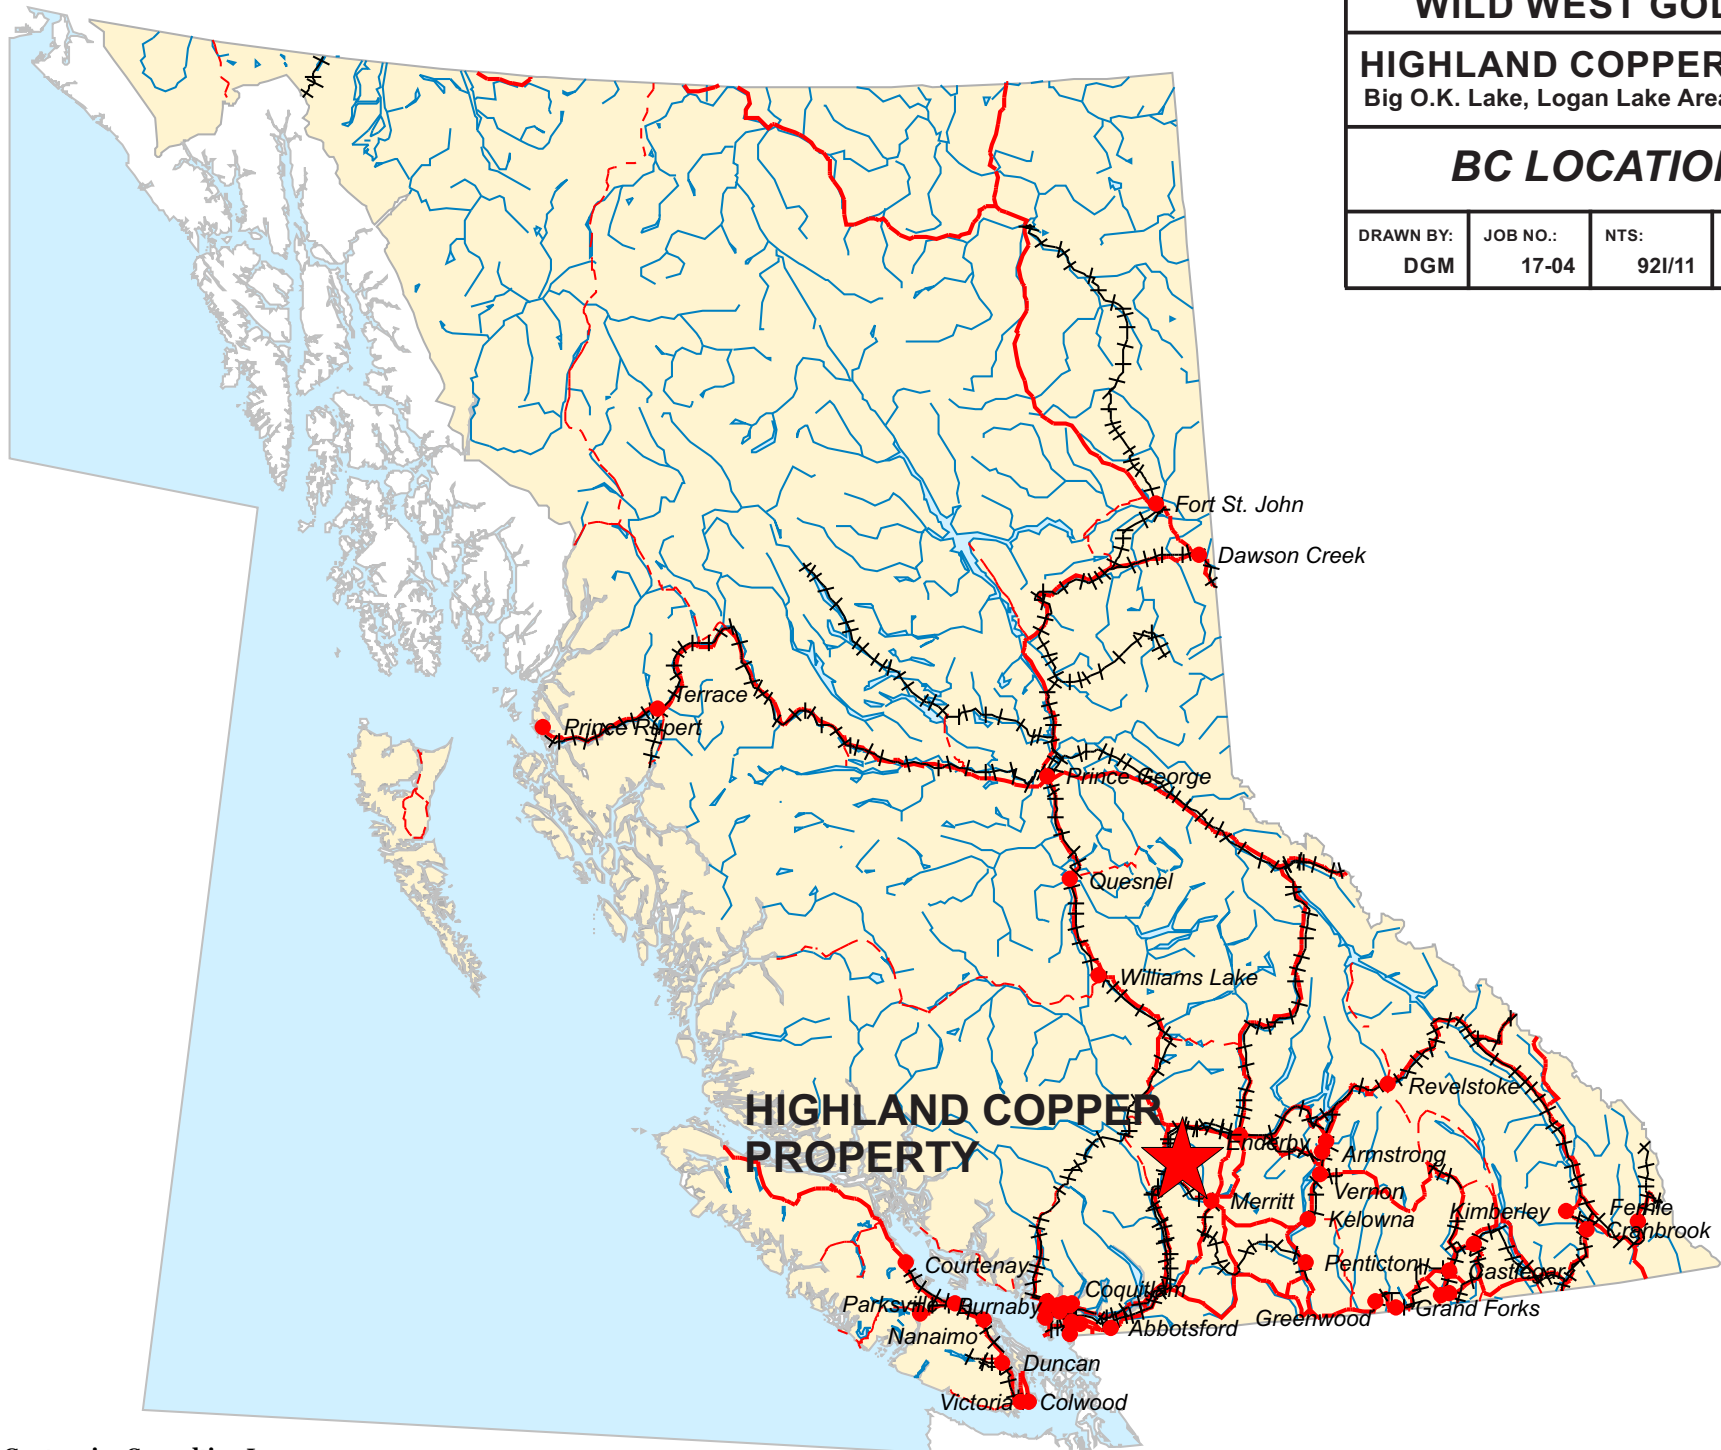 WILD WEST GOL
HIGHLAND COPPER
Big O.K. Lake, Logan Lake Area
BC LOCATION
DRAWN BY: JOB NO.: NTS:
DGM 17-04 92I/11
Fort St. John
Dawson Creek
Terrace
Prince Rupert
Prince George
Quesnel
Williams Lake
Revelstoke
HIGHLAND COPPER
PROPERTY
Enderby
Armstrong
Vernon
Merritt
Kelowna
Kimberley
Fernie
Cranbrook
Penticton
Castlegar
Courtenay
Coquitlam
Parksville
Burnaby
Greenwood
Grand Forks
Nanaimo
Abbotsford
Duncan
Victoria
Colwood